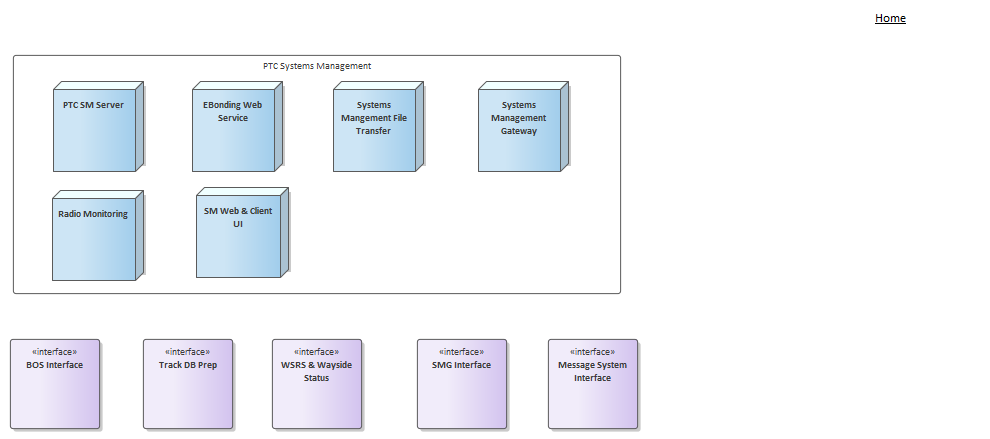 Home
PTC Systems Management
PTC SM Server
EBonding Web
Service
Systems
Mangement File
Transfer
Systems
Management
Gateway
Radio Monitoring
SM Web & Client
UI
«interface»
BOS Interface
«interface»
Track DB Prep
«interface»
WSRS & Wayside
Status
«interface»
SMG Interface
«interface»
Message System
Interface